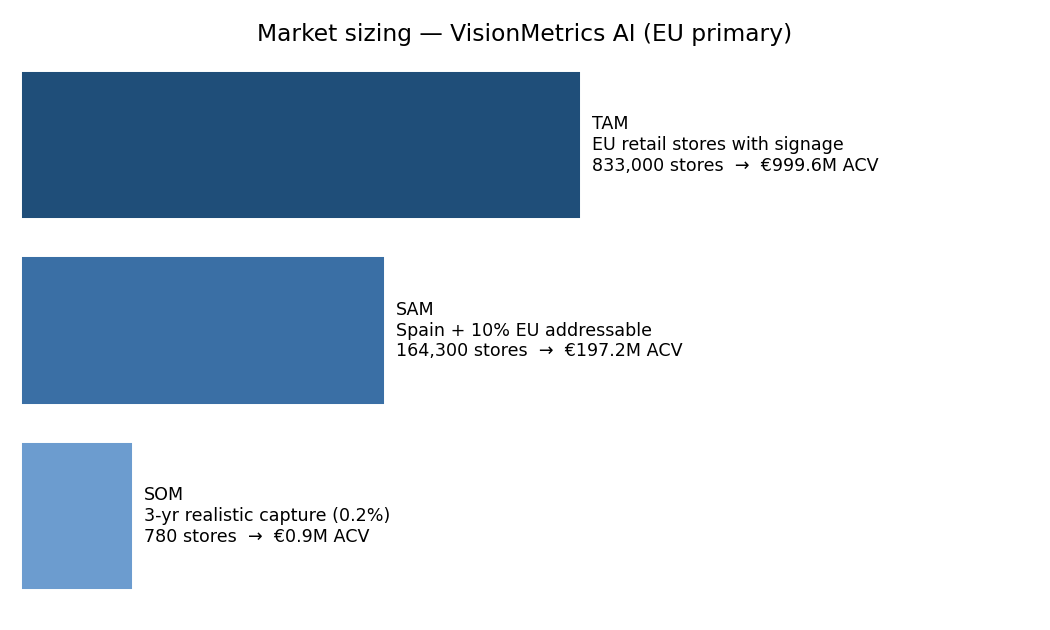 Market sizing — VisionMetrics AI (EU primary)
TAM
EU retail stores with signage
833,000 stores → €999.6M ACV
SAM
Spain + 10% EU addressable
164,300 stores → €197.2M ACV
SOM
3-yr realistic capture (0.2%)
780 stores → €0.9M ACV